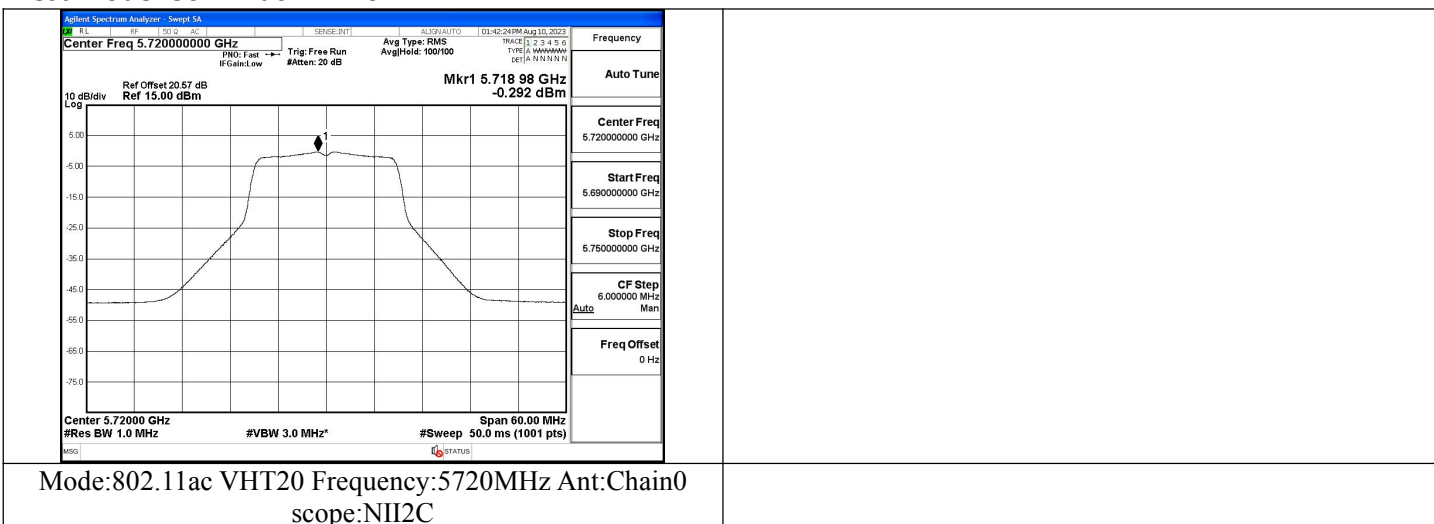 Agilent Spectrum Analyzer - Swept SA
LXI RL RF 50 Ω AC SENSE:INT ALIGNAUTO 01:42:24 PM Aug 10, 2023
Center Freq 5.720000000 GHz
PNO: Fast
IFGain:Low
Trig: Free Run
#Atten: 20 dB
Avg Type: RMS
Avg|Hold: 100/100
TRACE 1 2 3 4 5 6
TYPE A WWWWW
DET A N N N N N
Mkr1 5.718 98 GHz
-0.292 dBm
Ref Offset 20.57 dB
10 dB/div Ref 15.00 dBm
Log
1
5.00
-5.00
-15.0
-25.0
-35.0
-45.0
-55.0
-65.0
-75.0
Center 5.72000 GHz Span 60.00 MHz
#Res BW 1.0 MHz #VBW 3.0 MHz* #Sweep 50.0 ms (1001 pts)
MSG STATUS
Frequency
Auto Tune
Center Freq
5.720000000 GHz
Start Freq
5.690000000 GHz
Stop Freq
5.750000000 GHz
CF Step
6.000000 MHz
Auto Man
Freq Offset
0 Hz
Mode:802.11ac VHT20 Frequency:5720MHz Ant:Chain0
scope:NII2C